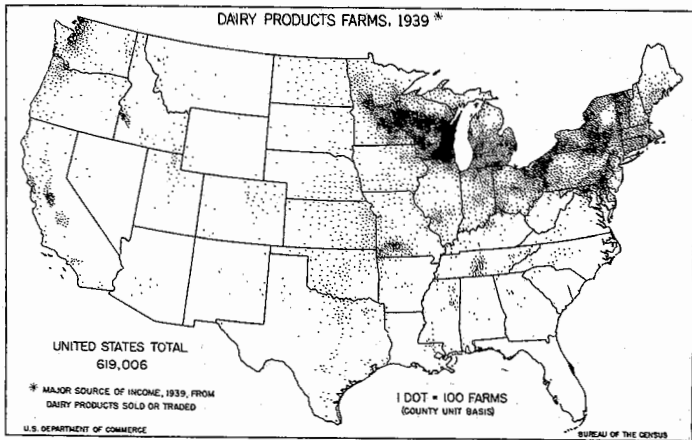 DAIRY PRODUCTS FARMS, 1939 *
UNITED STATES TOTAL
619,006
* MAJOR SOURCE OF INCOME, 1939, FROM
DAIRY PRODUCTS SOLD OR TRADED
1 DOT = 100 FARMS
(COUNTY UNIT BASIS)
U.S. DEPARTMENT OF COMMERCE
BUREAU OF THE CENSUS